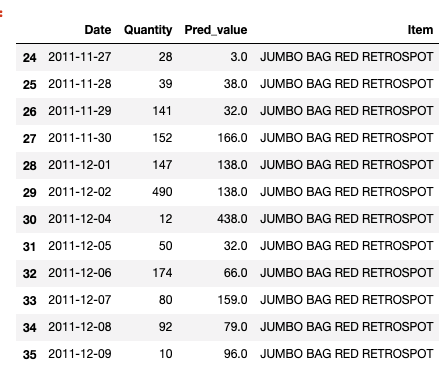 Date Quantity Pred_value Item
24 2011-11-27 28 3.0 JUMBO BAG RED RETROSPOT
25 2011-11-28 39 38.0 JUMBO BAG RED RETROSPOT
26 2011-11-29 141 32.0 JUMBO BAG RED RETROSPOT
27 2011-11-30 152 166.0 JUMBO BAG RED RETROSPOT
28 2011-12-01 147 138.0 JUMBO BAG RED RETROSPOT
29 2011-12-02 490 138.0 JUMBO BAG RED RETROSPOT
30 2011-12-04 12 438.0 JUMBO BAG RED RETROSPOT
31 2011-12-05 50 32.0 JUMBO BAG RED RETROSPOT
32 2011-12-06 174 66.0 JUMBO BAG RED RETROSPOT
33 2011-12-07 80 159.0 JUMBO BAG RED RETROSPOT
34 2011-12-08 92 79.0 JUMBO BAG RED RETROSPOT
35 2011-12-09 10 96.0 JUMBO BAG RED RETROSPOT